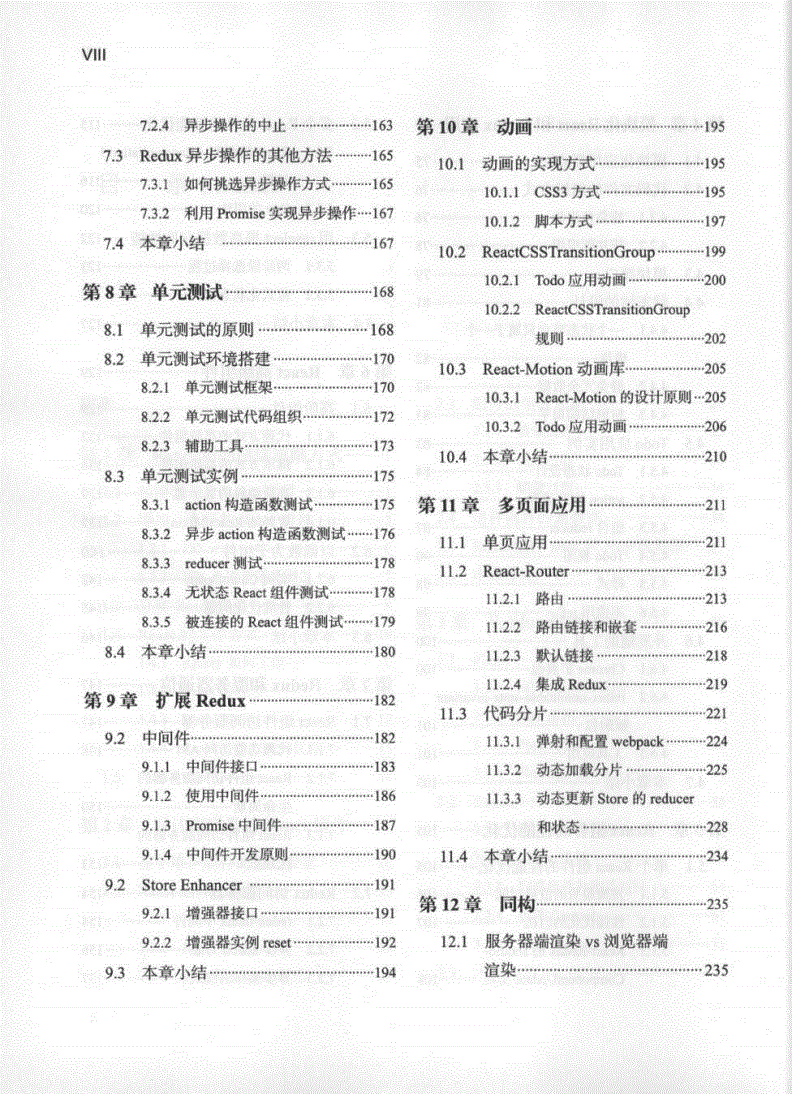 VIII
7.2.4 异步操作的中止……163
7.3 Redux 异步操作的其他方法……165
7.3.1 如何挑选异步操作方式……165
7.3.2 利用 Promise 实现异步操作…167
7.4 本章小结……167
第 8 章 单元测试……168
8.1 单元测试的原则……168
8.2 单元测试环境搭建……170
8.2.1 单元测试框架……170
8.2.2 单元测试代码组织……172
8.2.3 辅助工具……173
8.3 单元测试实例……175
8.3.1 action 构造函数测试……175
8.3.2 异步 action 构造函数测试……176
8.3.3 reducer 测试……178
8.3.4 无状态 React 组件测试……178
8.3.5 被连接的 React 组件测试……179
8.4 本章小结……180
第 9 章 扩展 Redux……182
9.2 中间件……182
9.1.1 中间件接口……183
9.1.2 使用中间件……186
9.1.3 Promise 中间件……187
9.1.4 中间件开发原则……190
9.2 Store Enhancer……191
9.2.1 增强器接口……191
9.2.2 增强器实例 reset……192
9.3 本章小结……194
第 10 章 动画……195
10.1 动画的实现方式……195
10.1.1 CSS3 方式……195
10.1.2 脚本方式……197
10.2 ReactCSSTransitionGroup……199
10.2.1 Todo 应用动画……200
10.2.2 ReactCSSTransitionGroup
规则……202
10.3 React-Motion 动画库……205
10.3.1 React-Motion 的设计原则…205
10.3.2 Todo 应用动画……206
10.4 本章小结……210
第 11 章 多页面应用……211
11.1 单页应用……211
11.2 React-Router……213
11.2.1 路由……213
11.2.2 路由链接和嵌套……216
11.2.3 默认链接……218
11.2.4 集成 Redux……219
11.3 代码分片……221
11.3.1 弹射和配置 webpack……224
11.3.2 动态加载分片……225
11.3.3 动态更新 Store 的 reducer
和状态……228
11.4 本章小结……234
第 12 章 同构……235
12.1 服务器端渲染 vs 浏览器端
渲染……235